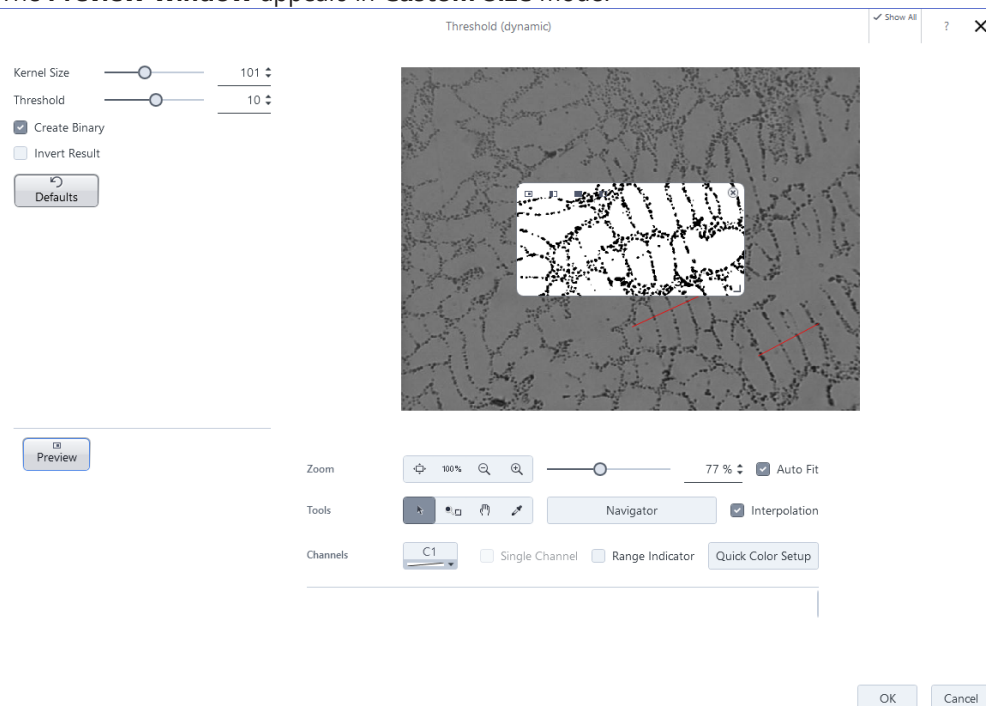 The Preview Window appears in Custom Size mode.
Threshold (dynamic)
Show All
?
Kernel Size 101
Threshold 10
Create Binary
Invert Result
Defaults
Preview
Zoom 100% 77 % Auto Fit
Tools Navigator Interpolation
Channels C1 Single Channel Range Indicator Quick Color Setup
OK Cancel